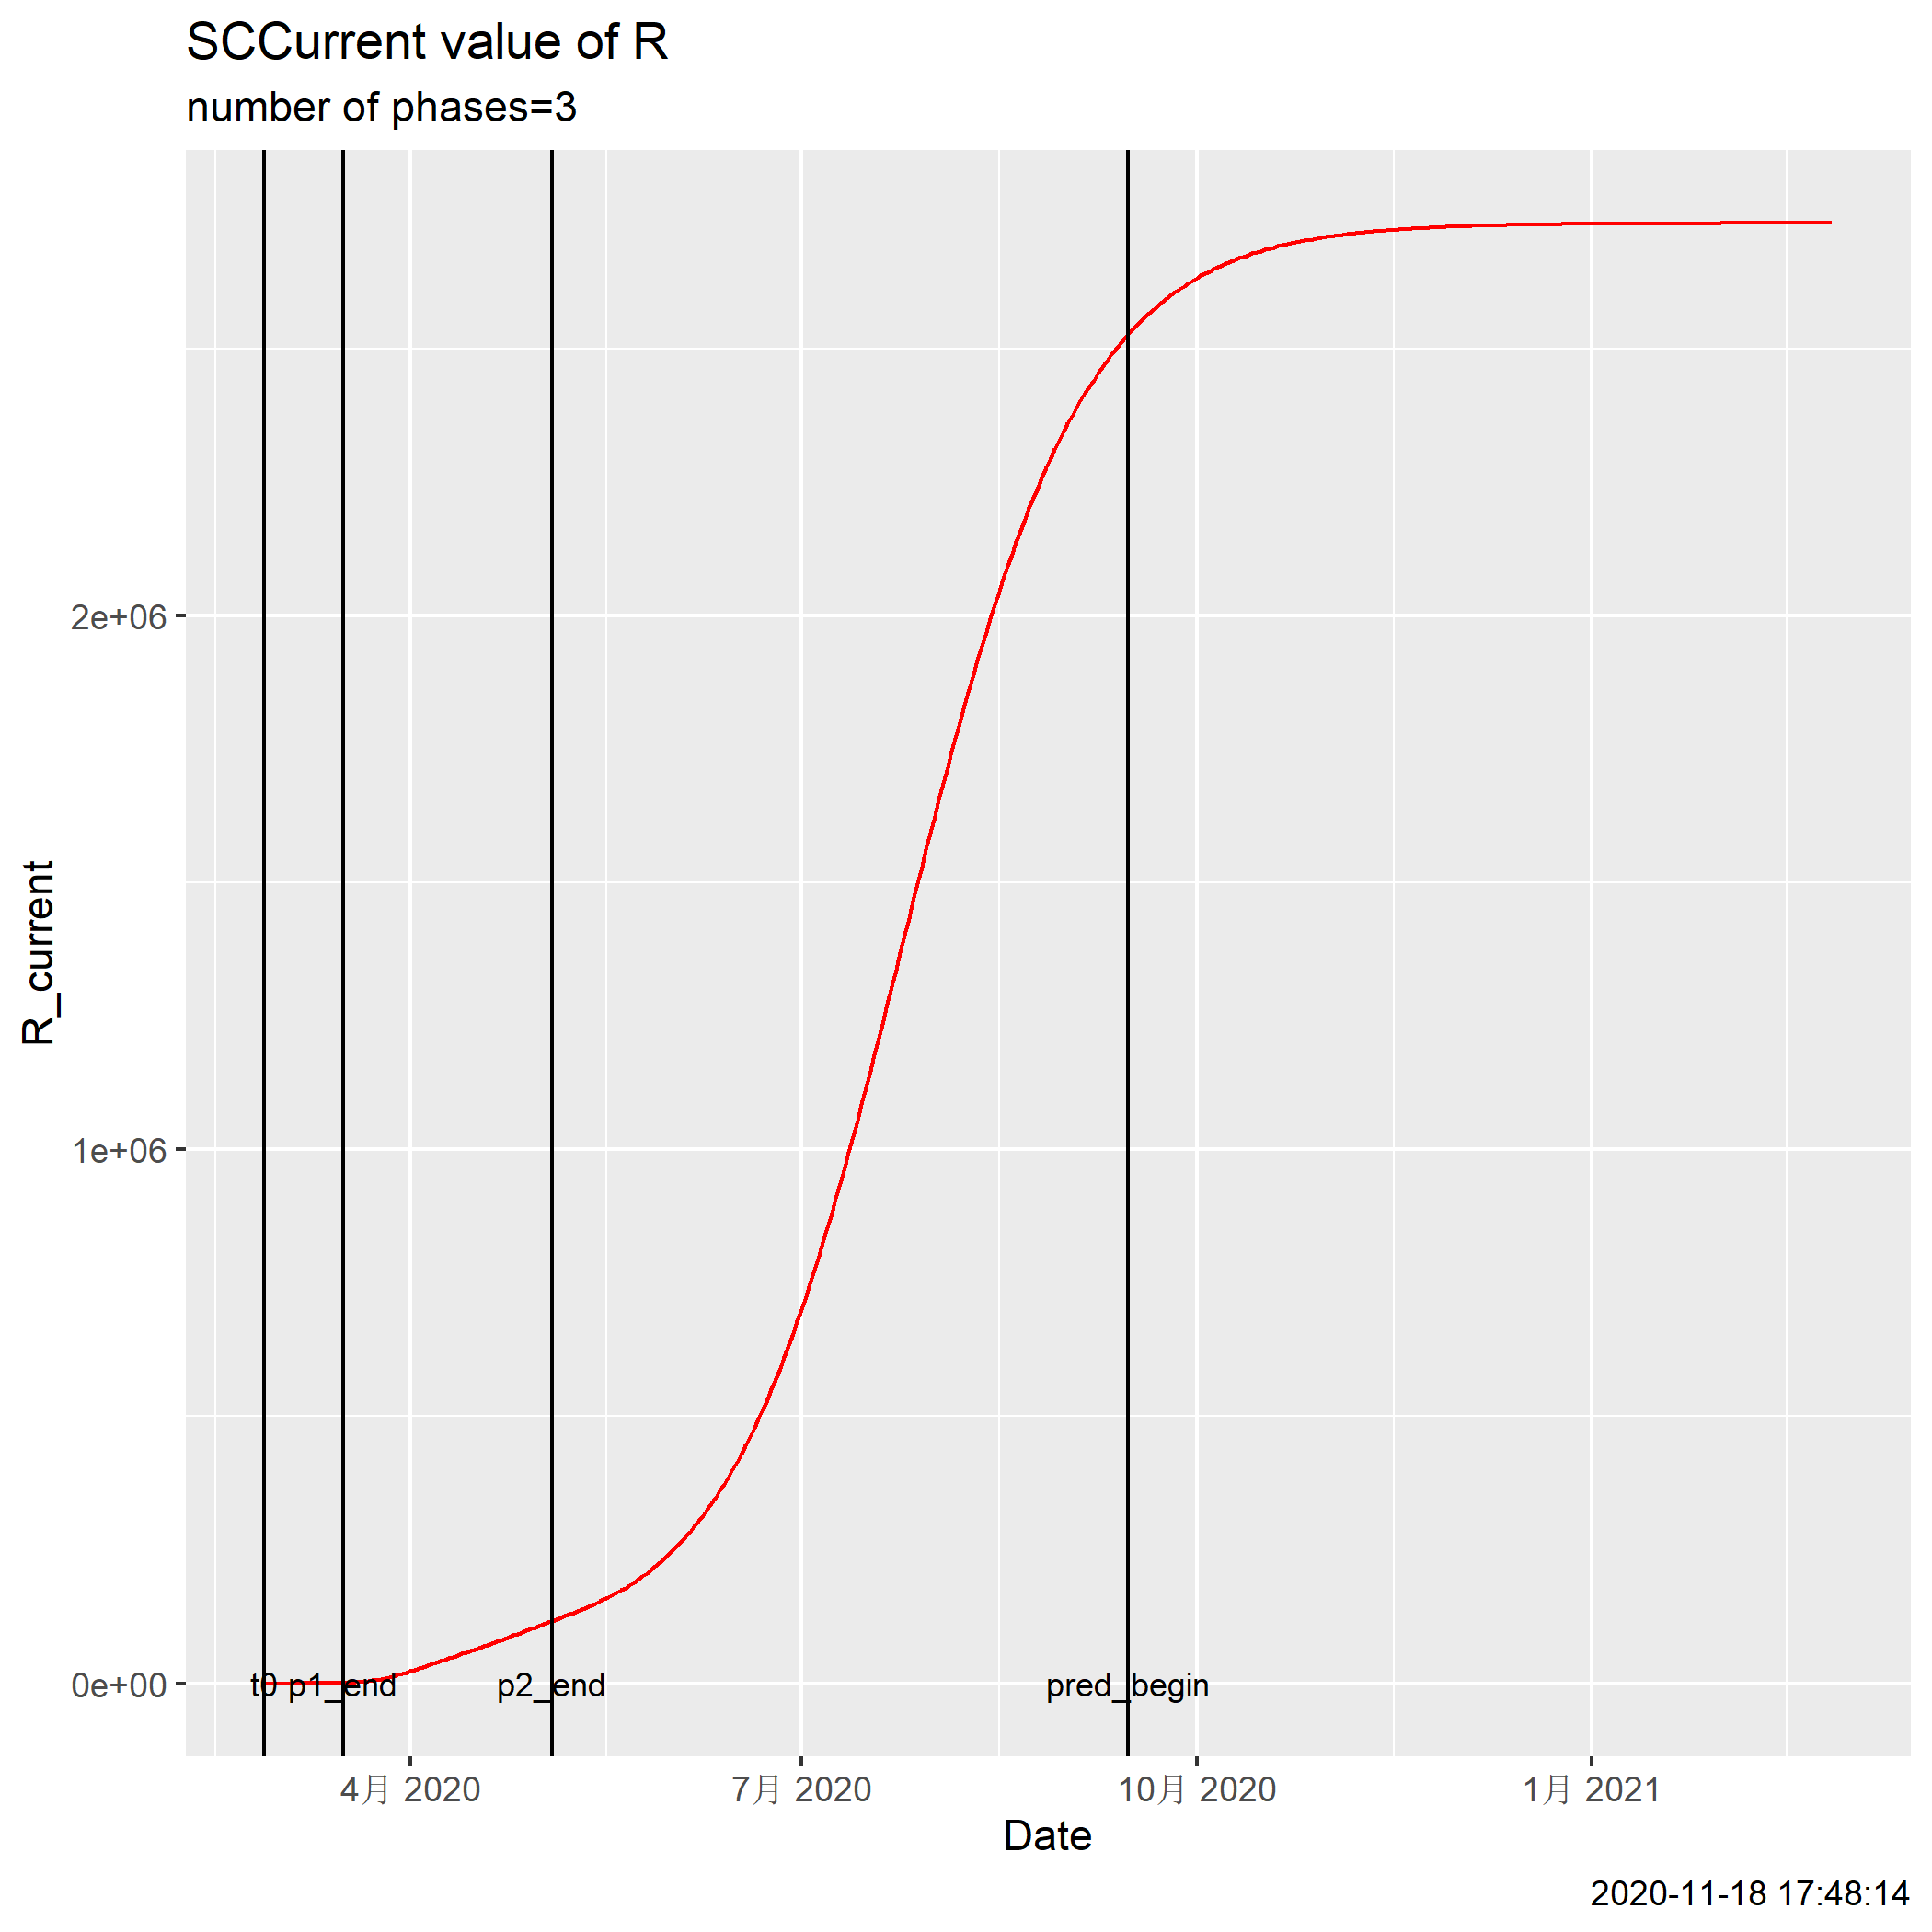 SCCurrent value of R
number of phases=3
R_current
2e+06
1e+06
0e+00
t0 p1_end p2_end pred_begin
4月 2020 7月 2020 10月 2020 1月 2021
Date
2020-11-18 17:48:14